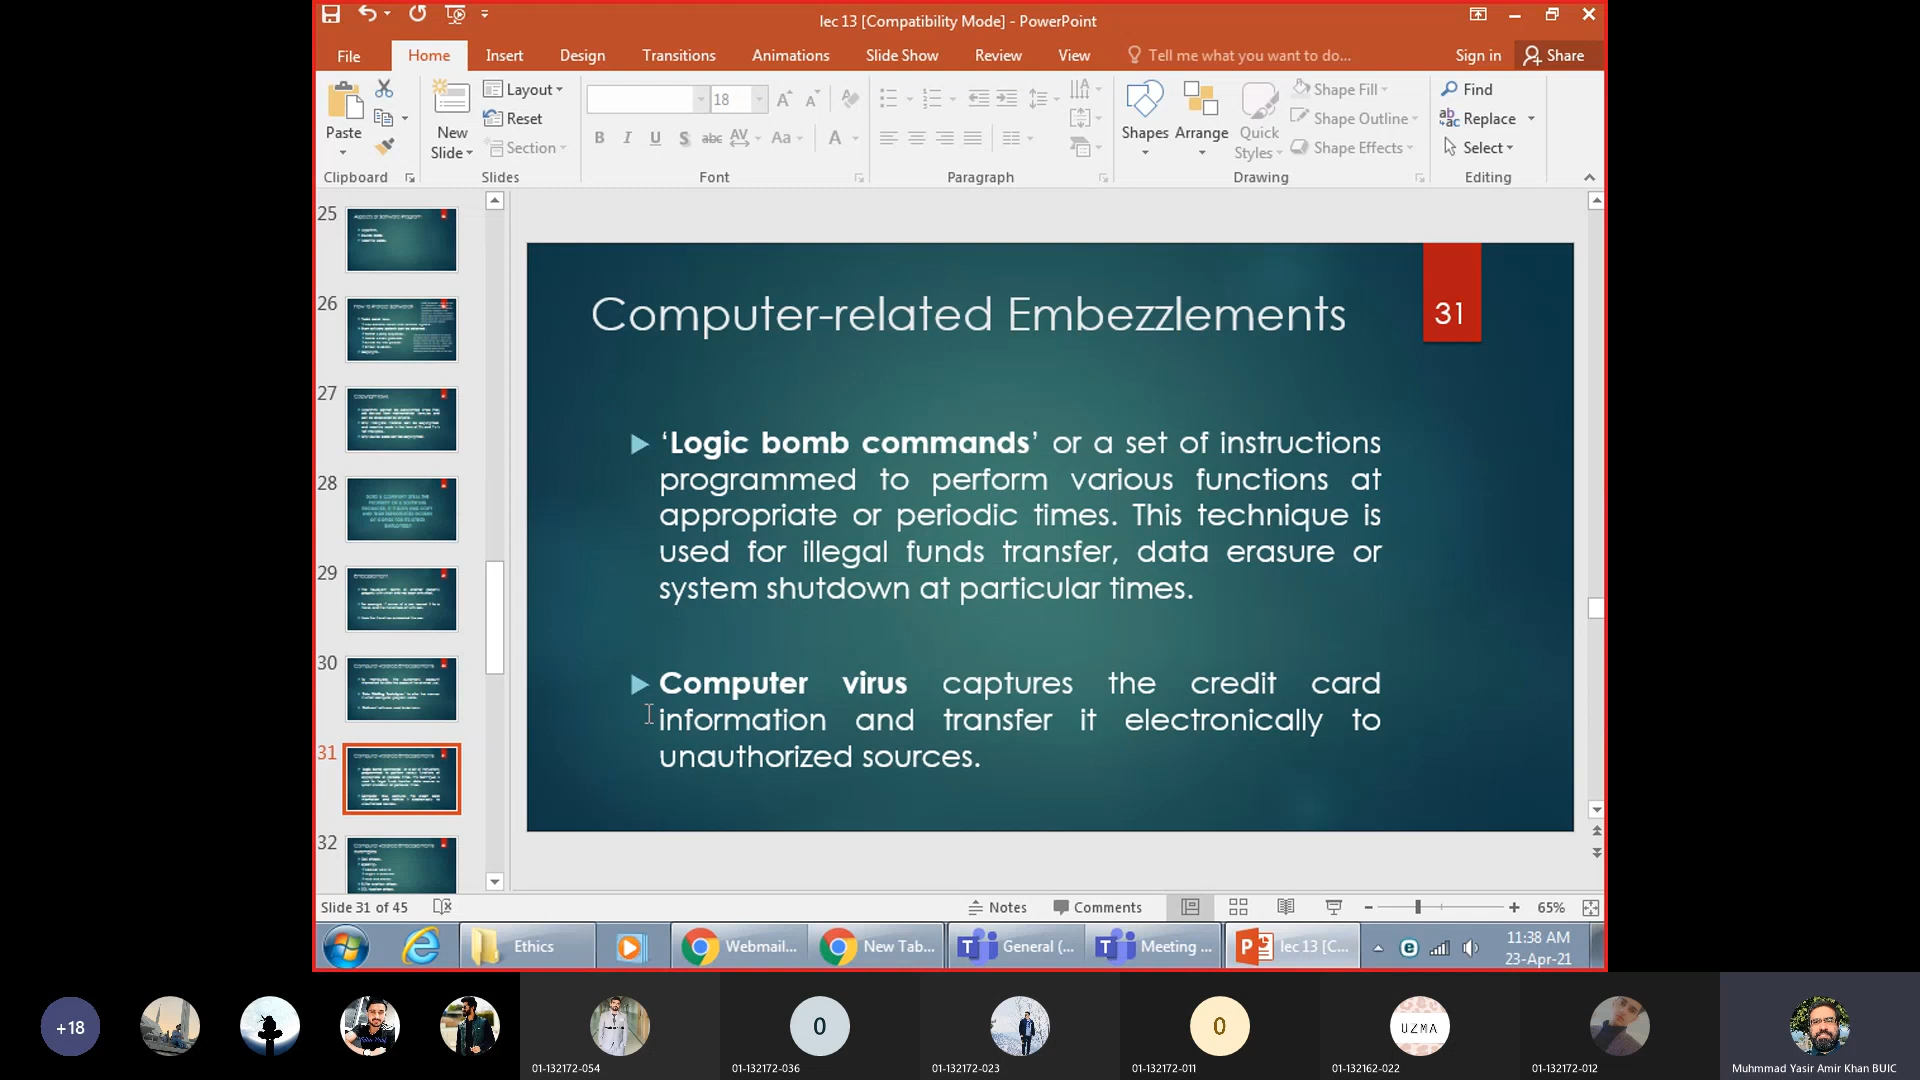 lec 13 [Compatibility Mode] - PowerPoint
File Home Insert Design Transitions Animations Slide Show Review View Tell me what you want to do... Sign in Share
Paste
New Slide
Layout
Reset
Section
18
B I U S abc AV Aa A
Shapes
Arrange
Quick Styles
Shape Fill
Shape Outline
Shape Effects
Find
Replace
Select
Clipboard Slides Font Paragraph Drawing Editing
25
26
27
28
29
30
31
32
Computer-related Embezzlements
31
‘Logic bomb commands’ or a set of instructions
programmed to perform various functions at
appropriate or periodic times. This technique is
used for illegal funds transfer, data erasure or
system shutdown at particular times.
Computer virus captures the credit card
information and transfer it electronically to
unauthorized sources.
Slide 31 of 45
Notes Comments 65%
Ethics Webmail... New Tab... General (... Meeting ... lec 13 [C...
11:38 AM
23-Apr-21
+18
0
0
UZMA
01-132172-054 01-132172-036 01-132172-023 01-132172-011 01-132162-022 01-132172-012 Muhmmad Yasir Amir Khan BUIC